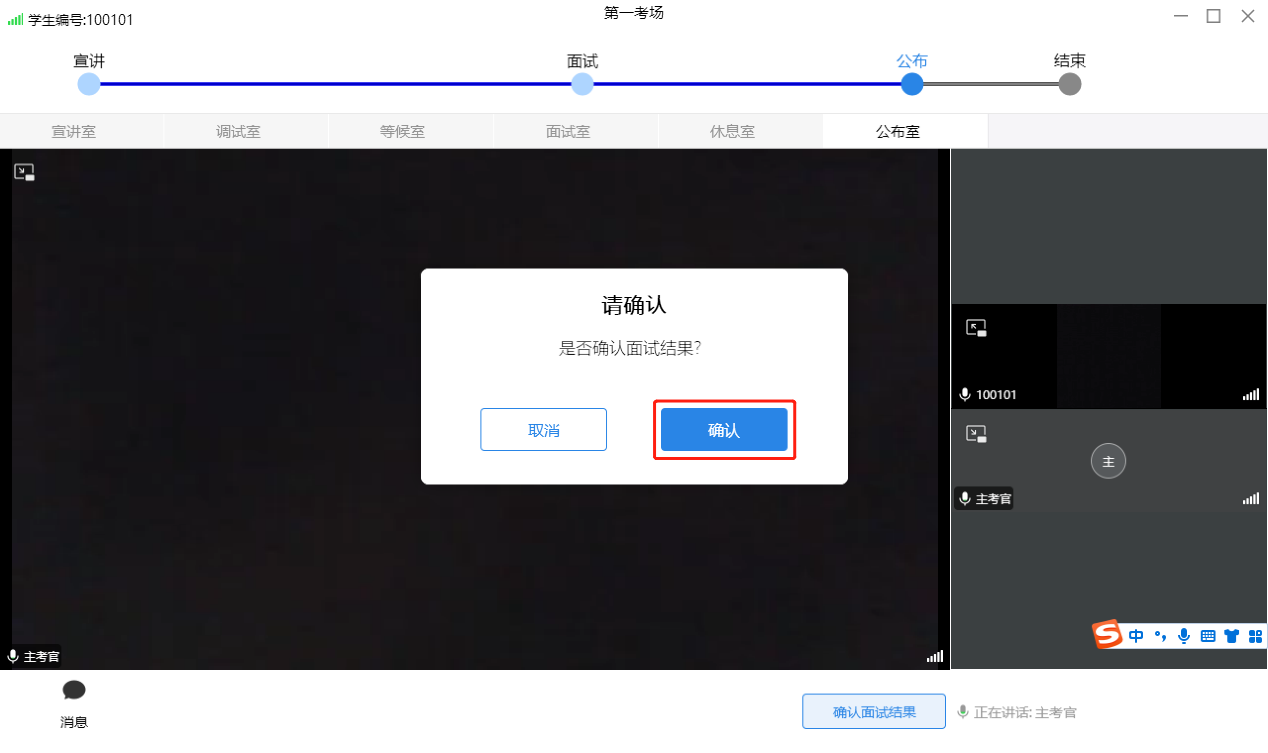 学生编号:100101
第一考场
宣讲
面试
公布
结束
宣讲室
调试室
等候室
面试室
休息室
公布室
请确认
是否确认面试结果?
取消
确认
100101
主
主考官
主考官
S
中
消息
确认面试结果
正在讲话: 主考官